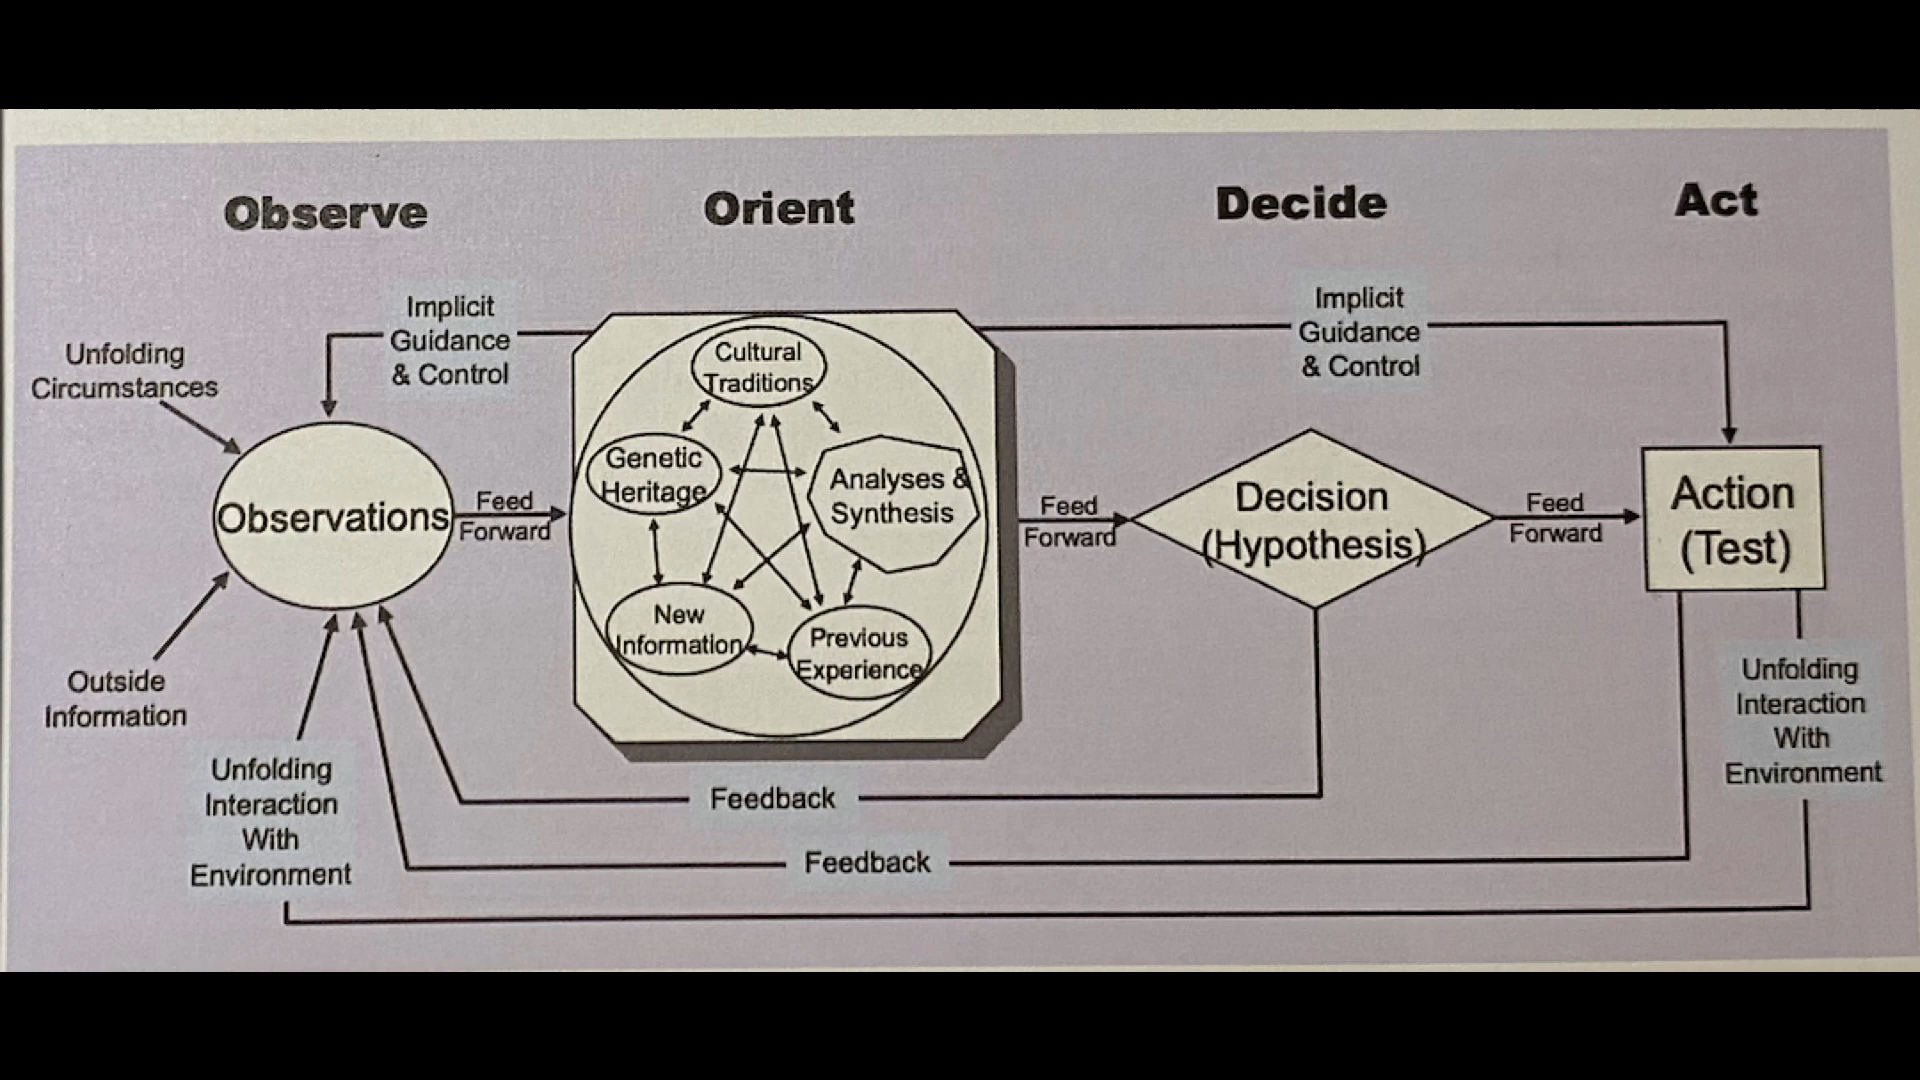 Observe
Orient
Decide
Act
Implicit
Guidance
& Control
Implicit
Guidance
& Control
Unfolding
Circumstances
Cultural
Traditions
Genetic
Heritage
Analyses &
Synthesis
Observations
Feed
Forward
Feed
Forward
Decision
(Hypothesis)
Feed
Forward
Action
(Test)
New
Information
Previous
Experience
Outside
Information
Unfolding
Interaction
With
Environment
Unfolding
Interaction
With
Environment
Feedback
Feedback